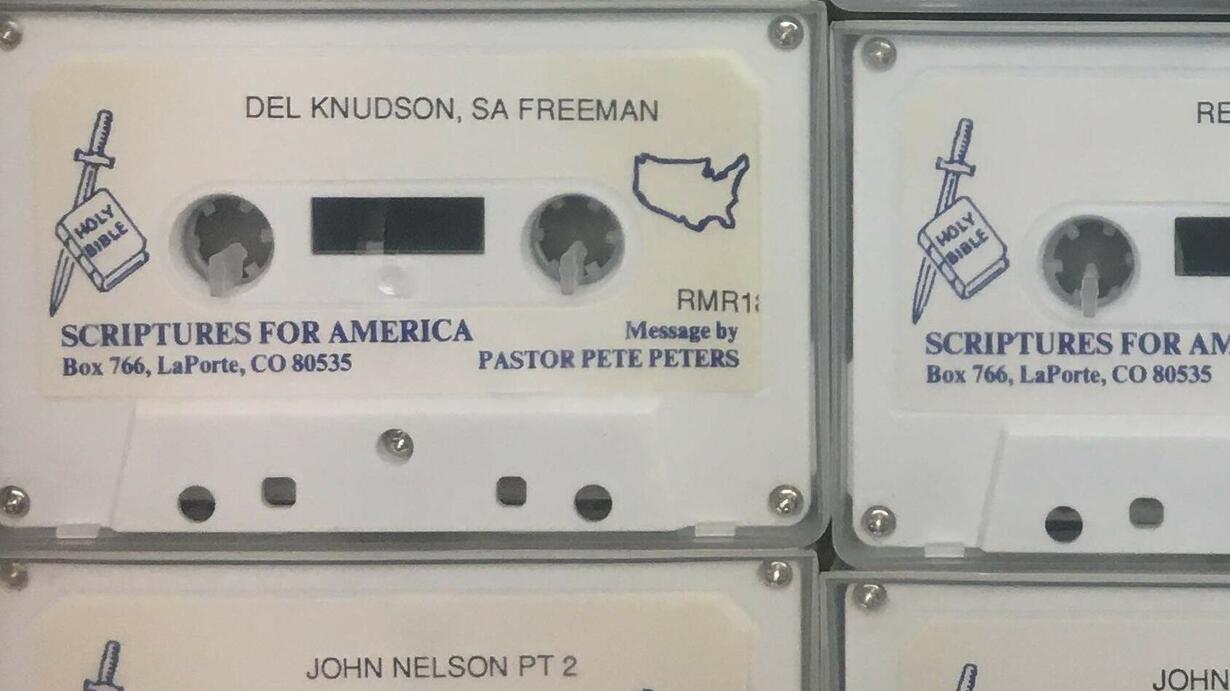 DEL KNUDSON, SA FREEMAN
HOLY
BIBLE
RMR1
SCRIPTURES FOR AMERICA
Box 766, LaPorte, CO 80535
Message by
PASTOR PETE PETERS
RE
HOLY
BIBLE
SCRIPTURES FOR AM
Box 766, LaPorte, CO 80535
JOHN NELSON PT 2
JOHN